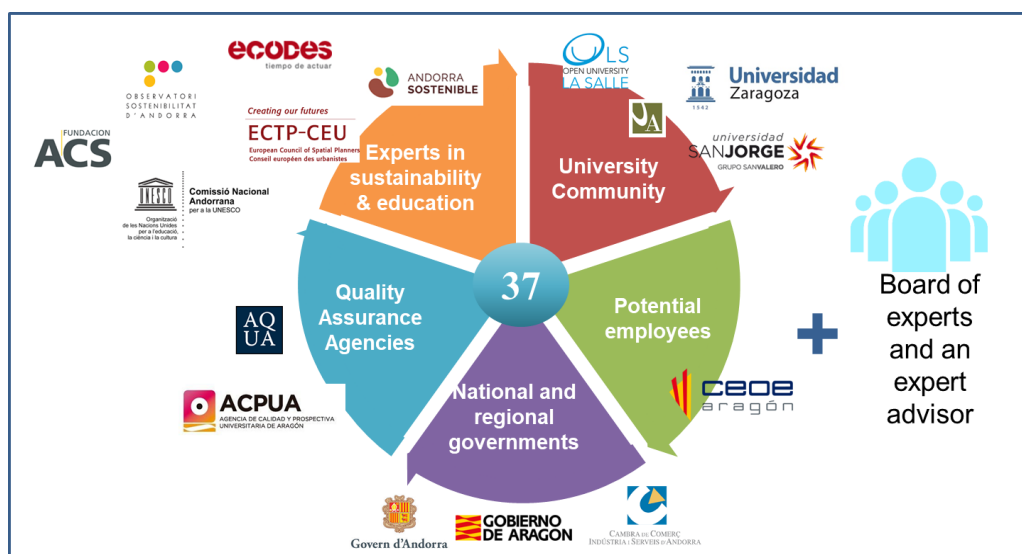 ecodes
tiempo de actuar
OBSERVATORI
SOSTENIBILITAT
D'ANDORRA
ANDORRA
SOSTENIBLE
ULS
OPEN UNIVERSITY
LA SALLE
UA
Universidad
Zaragoza
1542
FUNDACION
ACS
Creating our futures
ECTP-CEU
European Council of Spatial Planners
Conseil européen des urbanistes
universidad
SANJORGE
GRUPO SANVALERO
Experts in
sustainability
& education
University
Community
UNESCO
Organització
de les Nacions Unides
per a l'educació,
la ciència i la cultura
Comissió Nacional
Andorrana
per a la UNESCO
37
Quality
Assurance
Agencies
Potential
employees
+
Board of
experts
and an
expert
advisor
AQ
UA
ACPUA
AGENCIA DE CALIDAD Y PROSPECTIVA
UNIVERSITARIA DE ARAGÓN
National and
regional
governments
ceoe
aragón
Govern d'Andorra
GOBIERNO
DE ARAGON
CAMBRA DE COMERÇ
INDÚSTRIA I SERVEIS D'ANDORRA